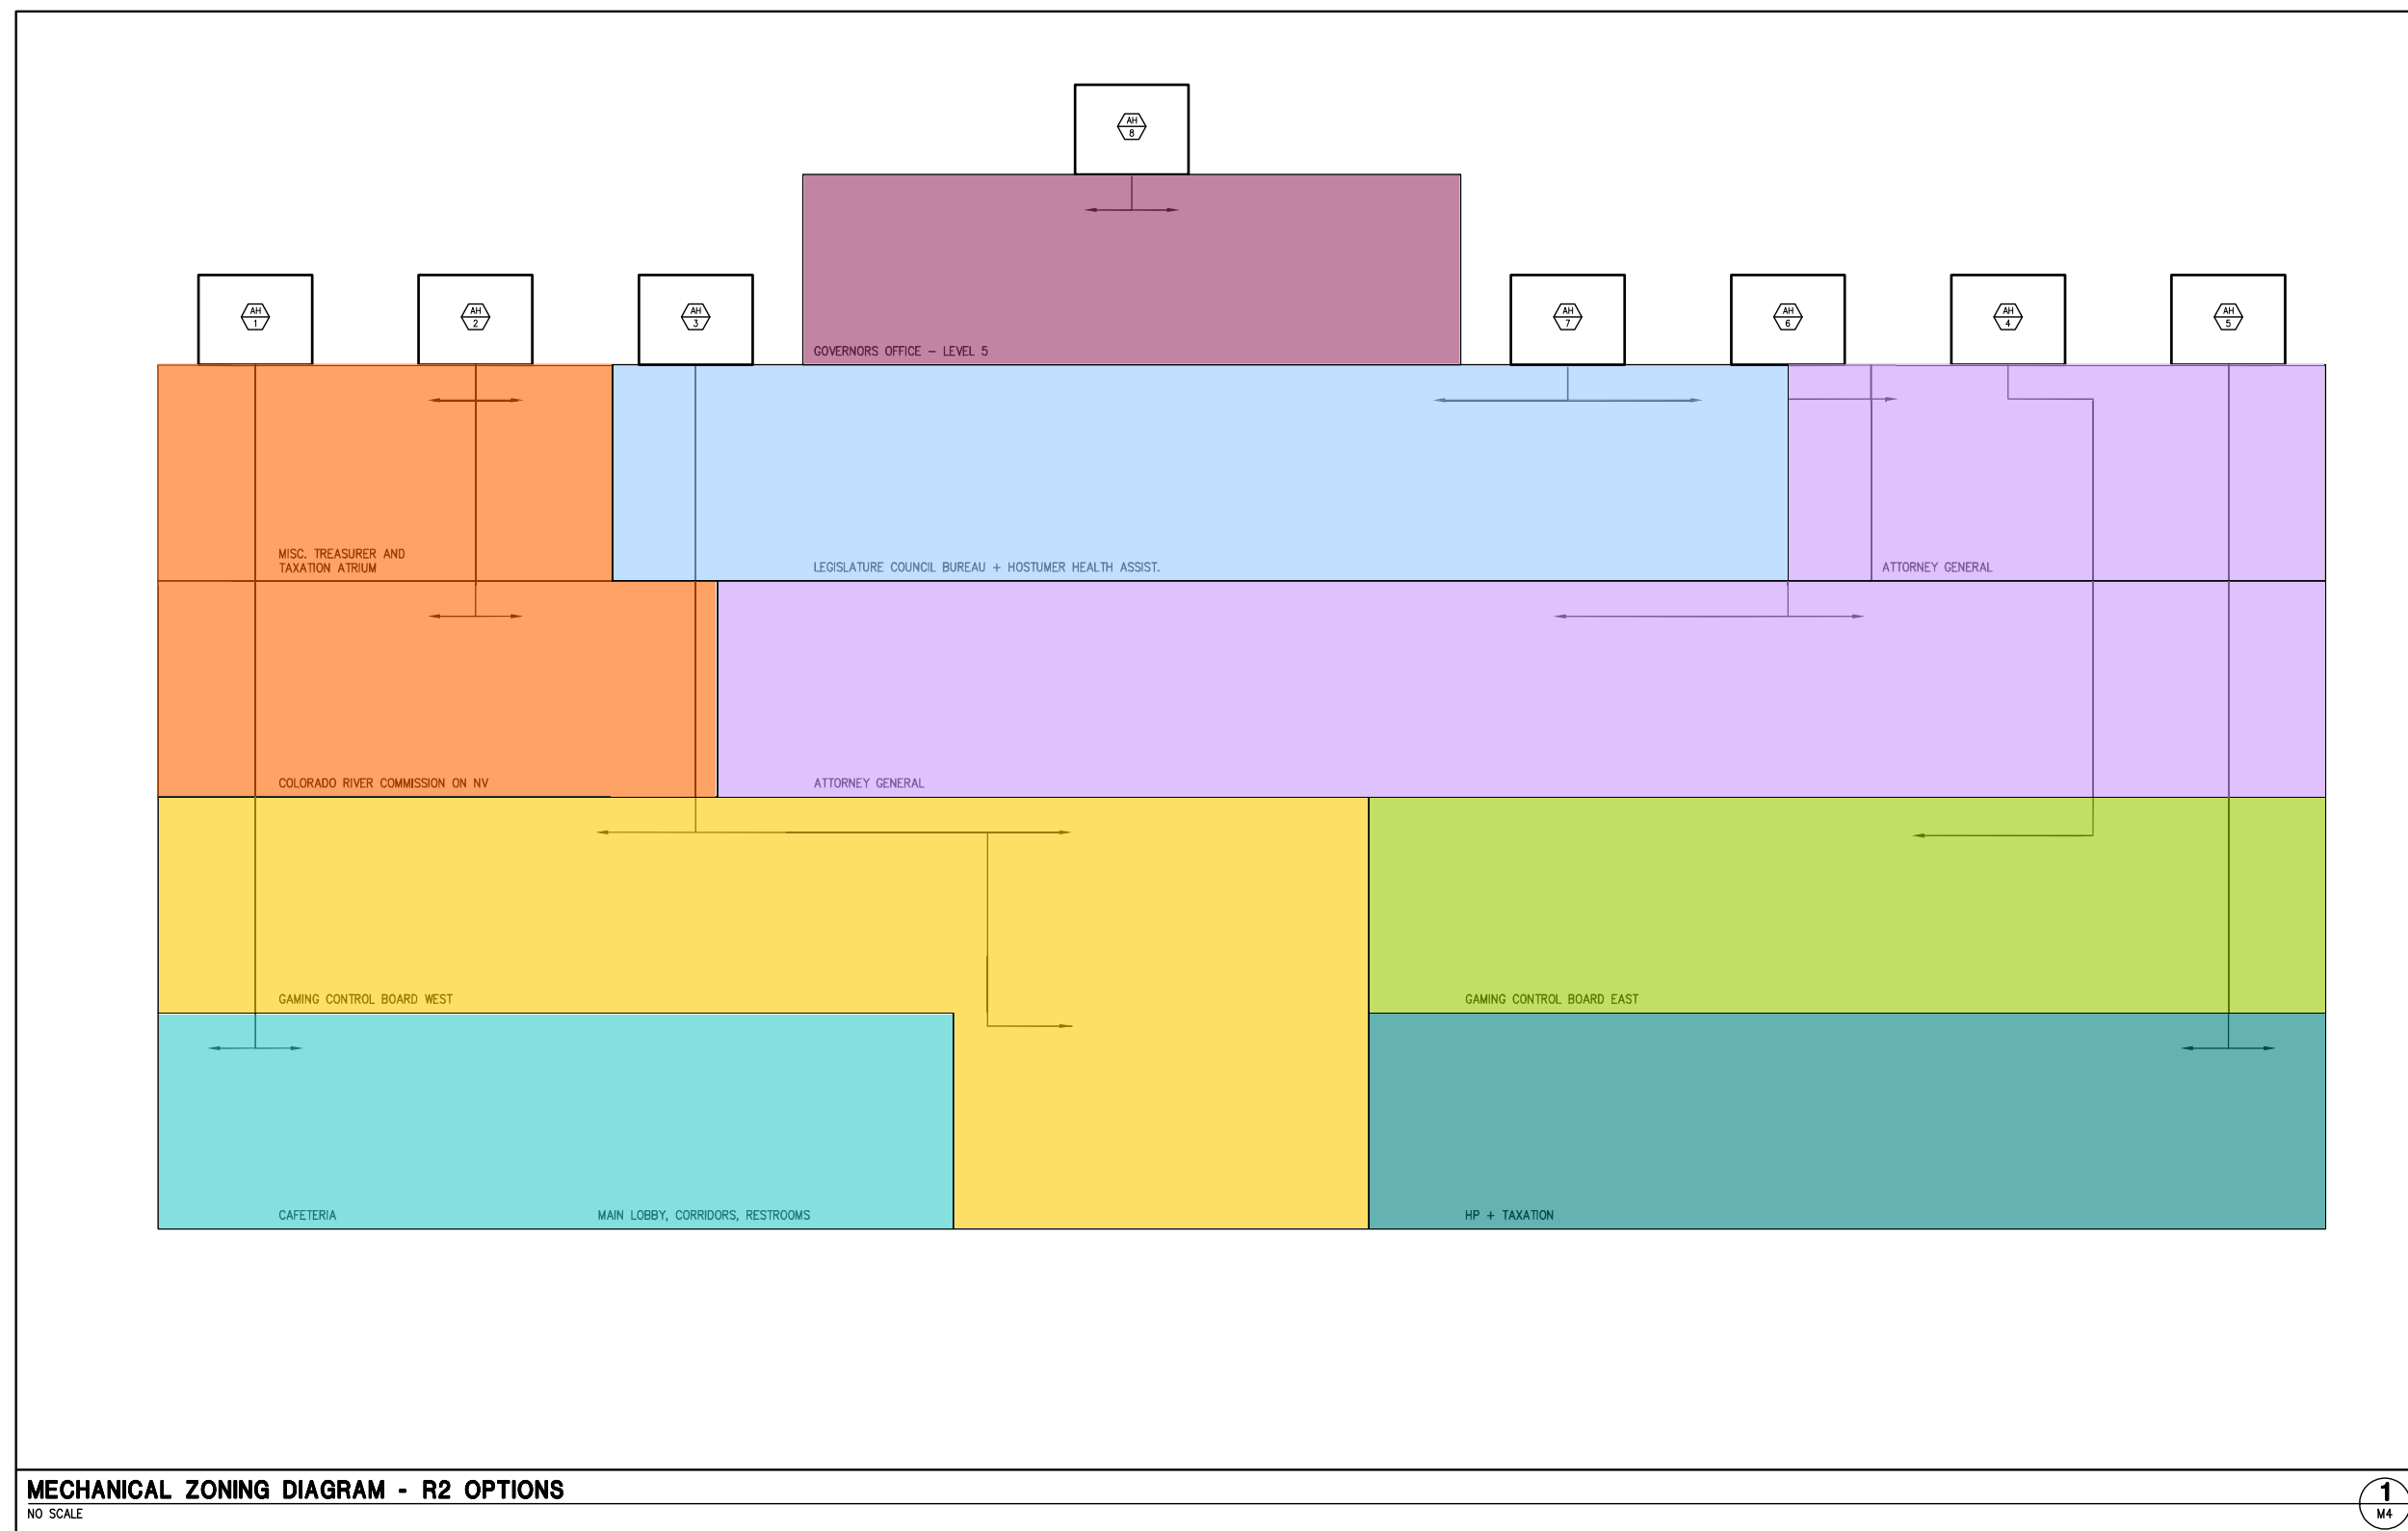 AH
8
AH
1
AH
2
AH
3
AH
7
AH
6
AH
4
AH
5
GOVERNORS OFFICE - LEVEL 5
MISC. TREASURER AND
TAXATION ATRIUM
LEGISLATURE COUNCIL BUREAU + HOSTUMER HEALTH ASSIST.
ATTORNEY GENERAL
COLORADO RIVER COMMISSION ON NV
ATTORNEY GENERAL
GAMING CONTROL BOARD WEST
GAMING CONTROL BOARD EAST
CAFETERIA
MAIN LOBBY, CORRIDORS, RESTROOMS
HP + TAXATION
MECHANICAL ZONING DIAGRAM - R2 OPTIONS
NO SCALE
1
M4